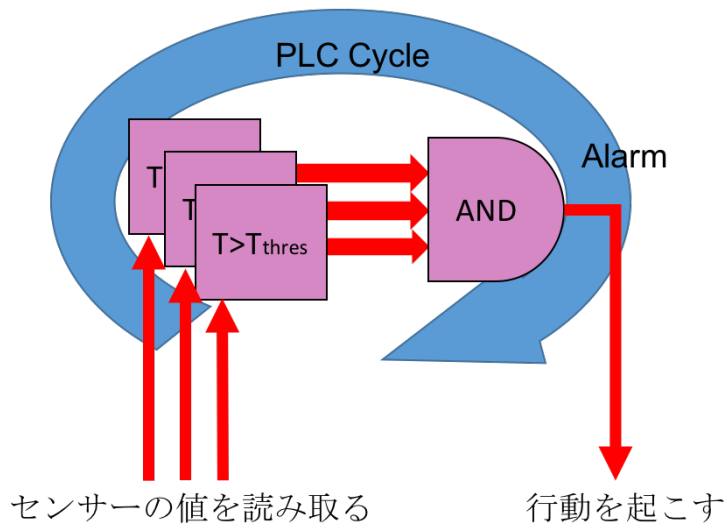 PLC Cycle
T
T
T>Tthres
AND
Alarm
センサーの値を読み取る
行動を起こす